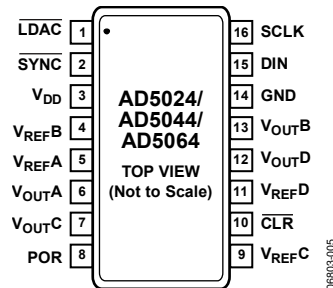 LDAC 1
SYNC 2
VDD 3
VREFB 4
VREFA 5
VOUTA 6
VOUTC 7
POR 8
AD5024/
AD5044/
AD5064
TOP VIEW
(Not to Scale)
16 SCLK
15 DIN
14 GND
13 VOUTB
12 VOUTD
11 VREFD
10 CLR
9 VREFC
06803-005